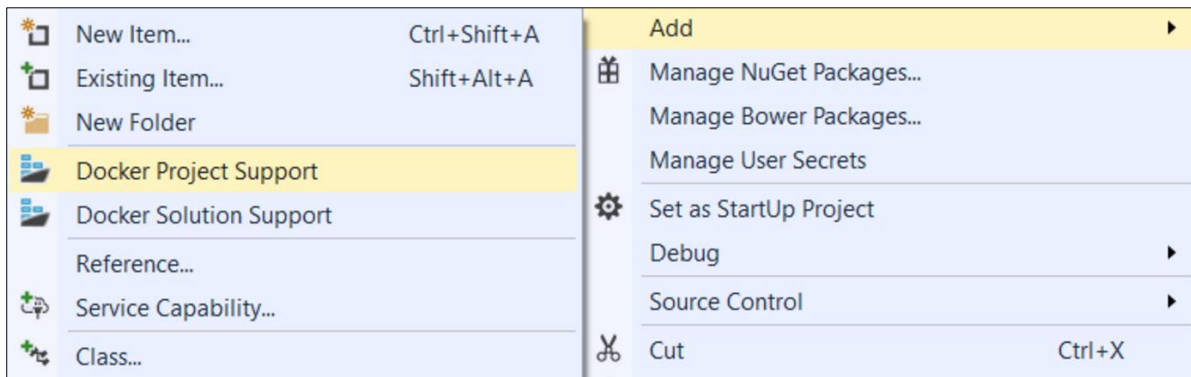 New Item... Ctrl+Shift+A
Existing Item... Shift+Alt+A
New Folder
Docker Project Support
Docker Solution Support
Reference...
Service Capability...
Class...
Add
Manage NuGet Packages...
Manage Bower Packages...
Manage User Secrets
Set as StartUp Project
Debug
Source Control
Cut Ctrl+X